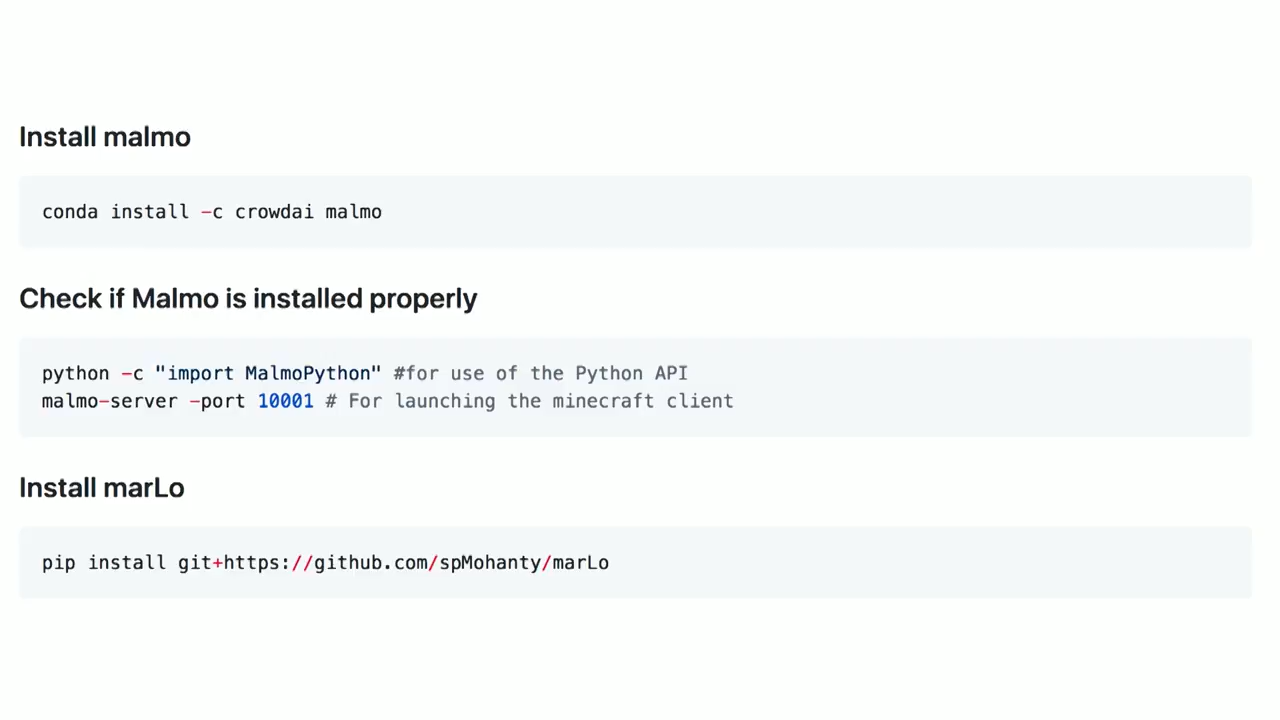 Install malmo
conda install -c crowdai malmo
Check if Malmo is installed properly
python -c "import MalmoPython" #for use of the Python API
malmo-server -port 10001 # For launching the minecraft client
Install marLo
pip install git+https://github.com/spMohanty/marLo